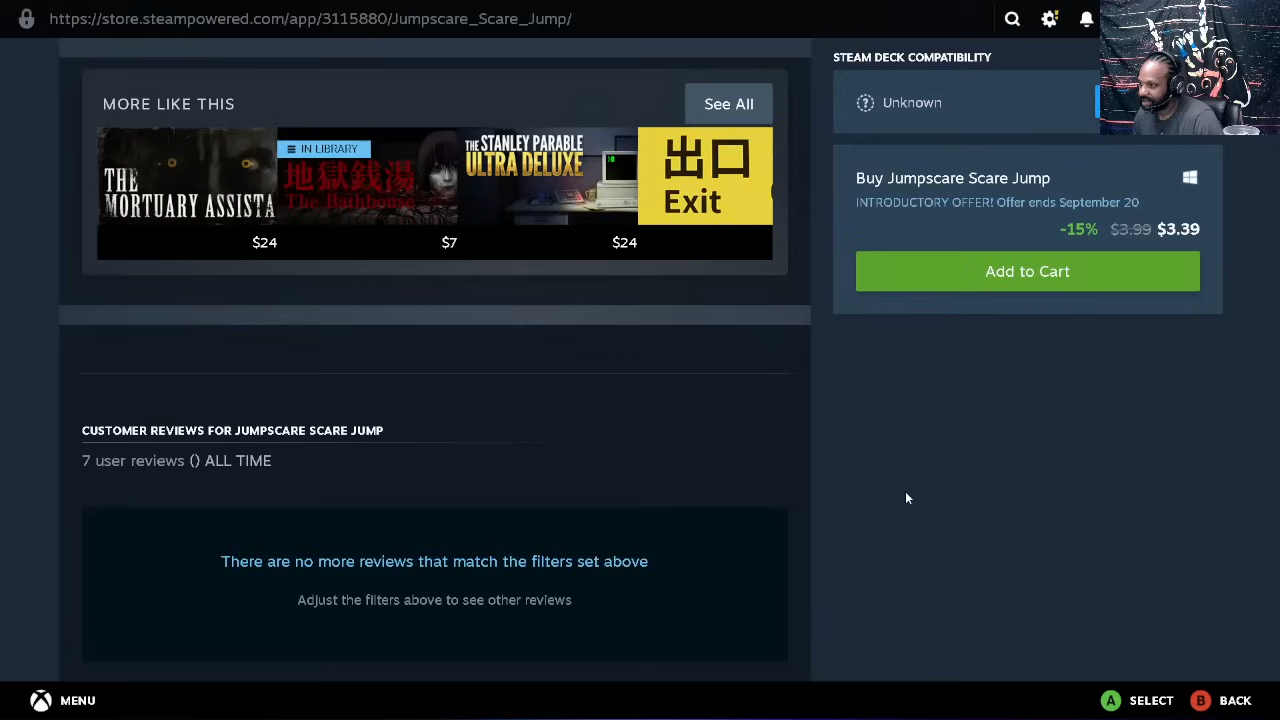 https://store.steampowered.com/app/3115880/Jumpscare_Scare_Jump/
STEAM DECK COMPATIBILITY
Unknown
MORE LIKE THIS
See All
THE MORTUARY ASSISTA
IN LIBRARY
地獄銭湯
The Bathhouse
THE STANLEY PARABLE
ULTRA DELUXE
出口
Exit
$24
$7
$24
Buy Jumpscare Scare Jump
INTRODUCTORY OFFER! Offer ends September 20
-15% $3.99 $3.39
Add to Cart
CUSTOMER REVIEWS FOR JUMPSCARE SCARE JUMP
7 user reviews () ALL TIME
There are no more reviews that match the filters set above
Adjust the filters above to see other reviews
MENU
SELECT
BACK
A
B